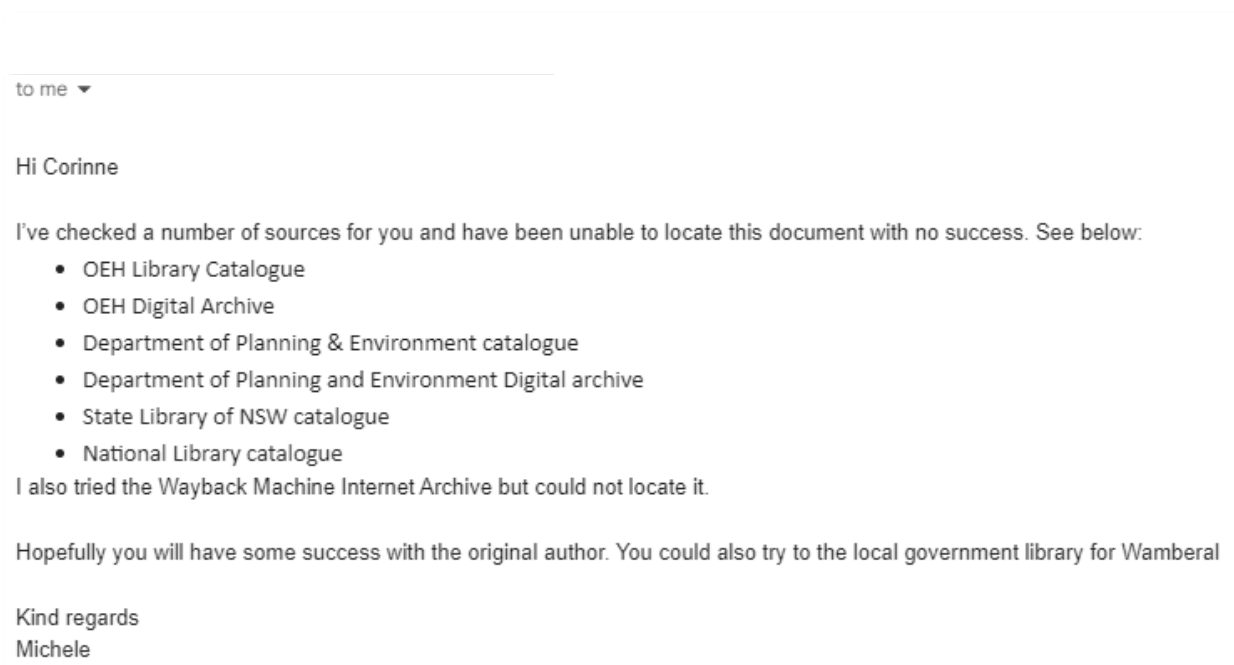 to me
Hi Corinne
I've checked a number of sources for you and have been unable to locate this document with no success. See below:
• OEH Library Catalogue
• OEH Digital Archive
• Department of Planning & Environment catalogue
• Department of Planning and Environment Digital archive
• State Library of NSW catalogue
• National Library catalogue
I also tried the Wayback Machine Internet Archive but could not locate it.
Hopefully you will have some success with the original author. You could also try to the local government library for Wamberal
Kind regards
Michele